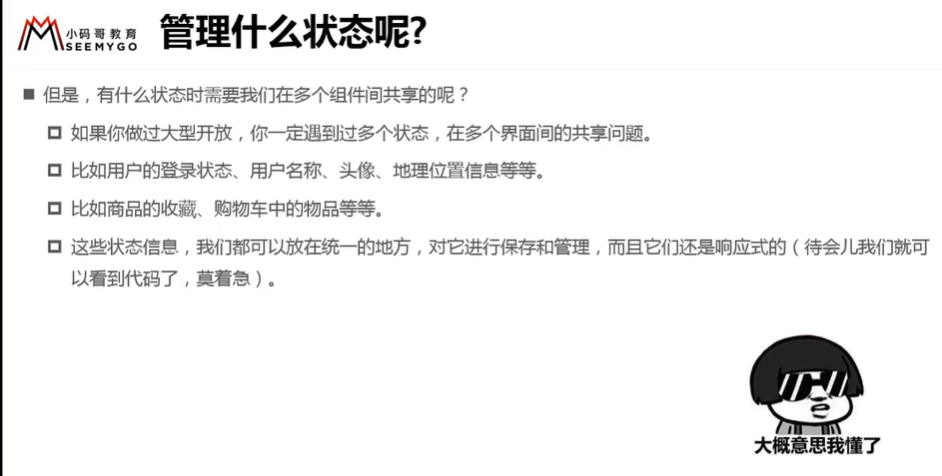 小码哥教育
SEEMYGO
管理什么状态呢?
但是，有什么状态时需要我们在多个组件间共享的呢？
如果你做过大型开放，你一定遇到过多个状态，在多个界面间的共享问题。
比如用户的登录状态、用户名称、头像、地理位置信息等等。
比如商品的收藏、购物车中的物品等等。
这些状态信息，我们都可以放在统一的地方，对它进行保存和管理，而且它们还是响应式的（待会儿我们就可
以看到代码了，莫着急）。
大概意思我懂了